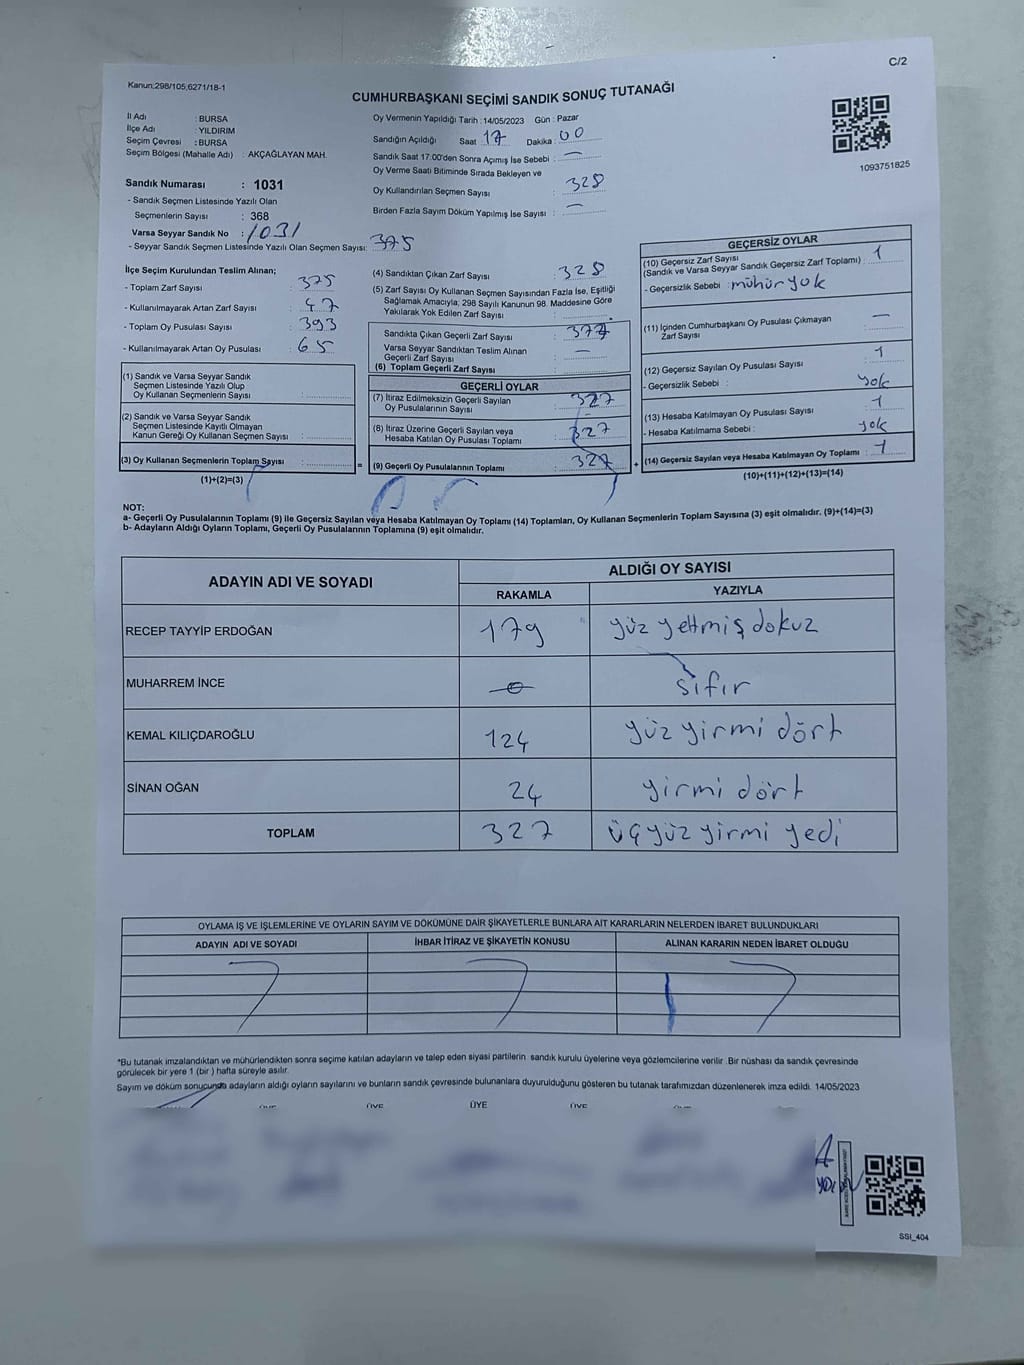 C/2
Kanun;298/105,6271/18-1
CUMHURBAŞKANI SEÇİMİ SANDIK SONUÇ TUTANAĞI
İl Adı : BURSA
İlçe Adı : YILDIRIM
Seçim Çevresi : BURSA
Seçim Bölgesi (Mahalle Adı) : AKÇAĞLAYAN MAH.
Oy Vermenin Yapıldığı Tarih : 14/05/2023 Gün : Pazar
Sandığın Açıldığı Saat : 17 Dakika : 00
Sandık Saat 17:00'den Sonra Açımış İse Sebebi : —
Oy Verme Saati Bitiminde Sırada Bekleyen ve
Oy Kullandırılan Seçmen Sayısı : 328
Birden Fazla Sayım Döküm Yapılmış İse Sayısı : —
1093751825
Sandık Numarası : 1031
- Sandık Seçmen Listesinde Yazılı Olan
Seçmenlerin Sayısı : 368
Varsa Seyyar Sandık No : 1031
- Seyyar Sandık Seçmen Listesinde Yazılı Olan Seçmen Sayısı: 375
İlçe Seçim Kurulundan Teslim Alınan;
- Toplam Zarf Sayısı : 375
- Kullanılmayarak Artan Zarf Sayısı : 47
- Toplam Oy Pusulası Sayısı : 393
- Kullanılmayarak Artan Oy Pusulası : 65
(1) Sandık ve Varsa Seyyar Sandık
Seçmen Listesinde Yazılı Olup
Oy Kullanan Seçmenlerin Sayısı :
(2) Sandık ve Varsa Seyyar Sandık
Seçmen Listesinde Kayıtlı Olmayan
Kanun Gereği Oy Kullanan Seçmen Sayısı :
(3) Oy Kullanan Seçmenlerin Toplam Sayısı :
(1)+(2)=(3)
=
(4) Sandıktan Çıkan Zarf Sayısı : 328
(5) Zarf Sayısı Oy Kullanan Seçmen Sayısından Fazla İse, Eşitliği
Sağlamak Amacıyla; 298 Sayılı Kanunun 98. Maddesine Göre
Yakılarak Yok Edilen Zarf Sayısı :
Sandıkta Çıkan Geçerli Zarf Sayısı :
Varsa Seyyar Sandıktan Teslim Alınan
Geçerli Zarf Sayısı : —
(6) Toplam Geçerli Zarf Sayısı :
GEÇERLİ OYLAR
(7) İtiraz Edilmeksizin Geçerli Sayılan
Oy Pusulalarının Sayısı : 327
(8) İtiraz Üzerine Geçerli Sayılan veya
Hesaba Katılan Oy Pusulası Toplamı : 327
(9) Geçerli Oy Pusulalarının Toplamı : 327
+
GEÇERSİZ OYLAR
(10) Geçersiz Zarf Sayısı
(Sandık ve Varsa Seyyar Sandık Geçersiz Zarf Toplamı) : 1
- Geçersizlik Sebebi : mühür yok
(11) İçinden Cumhurbaşkanı Oy Pusulası Çıkmayan
Zarf Sayısı : —
(12) Geçersiz Sayılan Oy Pusulası Sayısı : 1
- Geçersizlik Sebebi : yok
(13) Hesaba Katılmayan Oy Pusulası Sayısı : 1
- Hesaba Katılmama Sebebi : yok
(14) Geçersiz Sayılan veya Hesaba Katılmayan Oy Toplamı : 1
(10)+(11)+(12)+(13)=(14)
NOT:
a- Geçerli Oy Pusulalarının Toplamı (9) ile Geçersiz Sayılan veya Hesaba Katılmayan Oy Toplamı (14) Toplamları, Oy Kullanan Seçmenlerin Toplam Sayısına (3) eşit olmalıdır. (9)+(14)=(3)
b- Adayların Aldığı Oyların Toplamı, Geçerli Oy Pusulalarının Toplamına (9) eşit olmalıdır.
ADAYIN ADI VE SOYADI
ALDIĞI OY SAYISI
RAKAMLA YAZIYLA
RECEP TAYYİP ERDOĞAN 179 yüz yetmiş dokuz
MUHARREM İNCE 0 sıfır
KEMAL KILIÇDAROĞLU 124 yüz yirmi dört
SİNAN OĞAN 24 yirmi dört
TOPLAM 327 üçyüz yirmi yedi
OYLAMA İŞ VE İŞLEMLERİNE VE OYLARIN SAYIM VE DÖKÜMÜNE DAİR ŞİKAYETLERLE BUNLARA AİT KARARLARIN NELERDEN İBARET BULUNDUKLARI
ADAYIN ADI VE SOYADI İHBAR İTİRAZ VE ŞİKAYETİN KONUSU ALINAN KARARIN NEDEN İBARET OLDUĞU
*Bu tutanak imzalandıktan ve mühürlendikten sonra seçime katılan adayların ve talep eden siyasi partilerin sandık kurulu üyelerine veya gözlemcilerine verilir .Bir nüshası da sandık çevresinde
görülecek bir yere 1 (bir ) hafta süreyle asılır.
Sayım ve döküm sonucunda adayların aldığı oyların sayılarını ve bunların sandık çevresinde bulunanlara duyurulduğunu gösteren bu tutanak tarafımızdan düzenlenerek imza edildi. 14/05/2023
ÜYE ÜYE ÜYE ÜYE ÜYE
SSI_404